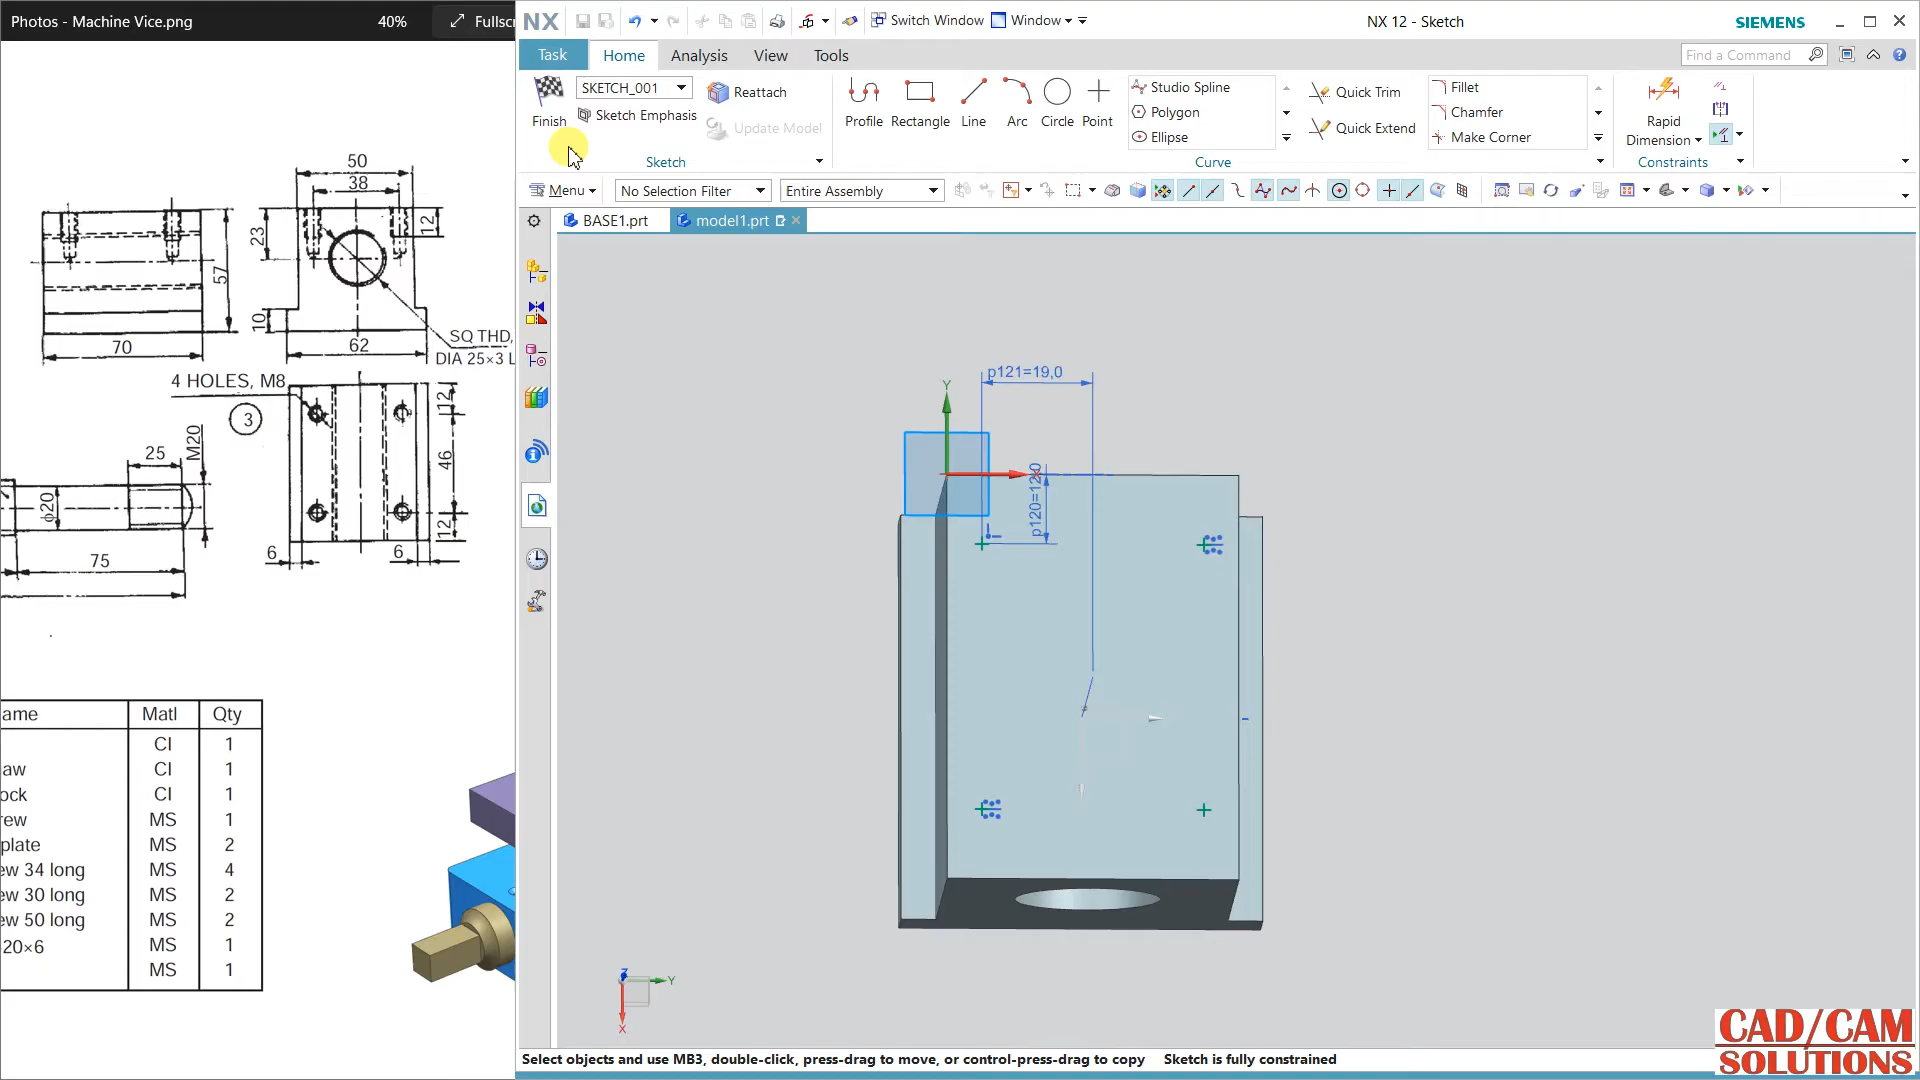 Photos - Machine Vice.png
40%
50
38
12
23
57
10
70
62
SQ THD,
DIA 25×3 L
4 HOLES, M8
3
12
46
12
6
6
25
M20
ϕ20
75
ame
Matl
Qty
CI
1
aw
CI
1
ock
CI
1
rew
MS
1
plate
MS
2
ew 34 long
MS
4
ew 30 long
MS
2
ew 50 long
MS
2
20×6
MS
1
MS
1
NX
Switch Window
Window
NX 12 - Sketch
SIEMENS
Task
Home
Analysis
View
Tools
Find a Command
Finish
SKETCH_001
Sketch Emphasis
Reattach
Update Model
Sketch
Profile
Rectangle
Line
Arc
Circle
Point
Studio Spline
Polygon
Ellipse
Quick Trim
Quick Extend
Fillet
Chamfer
Make Corner
Curve
Rapid
Dimension
Constraints
Menu
No Selection Filter
Entire Assembly
BASE1.prt
model1.prt
p121=19,0
Y
Z
Y
X
Select objects and use MB3, double-click, press-drag to move, or control-press-drag to copy
Sketch is fully constrained
CAD/CAM
SOLUTIONS